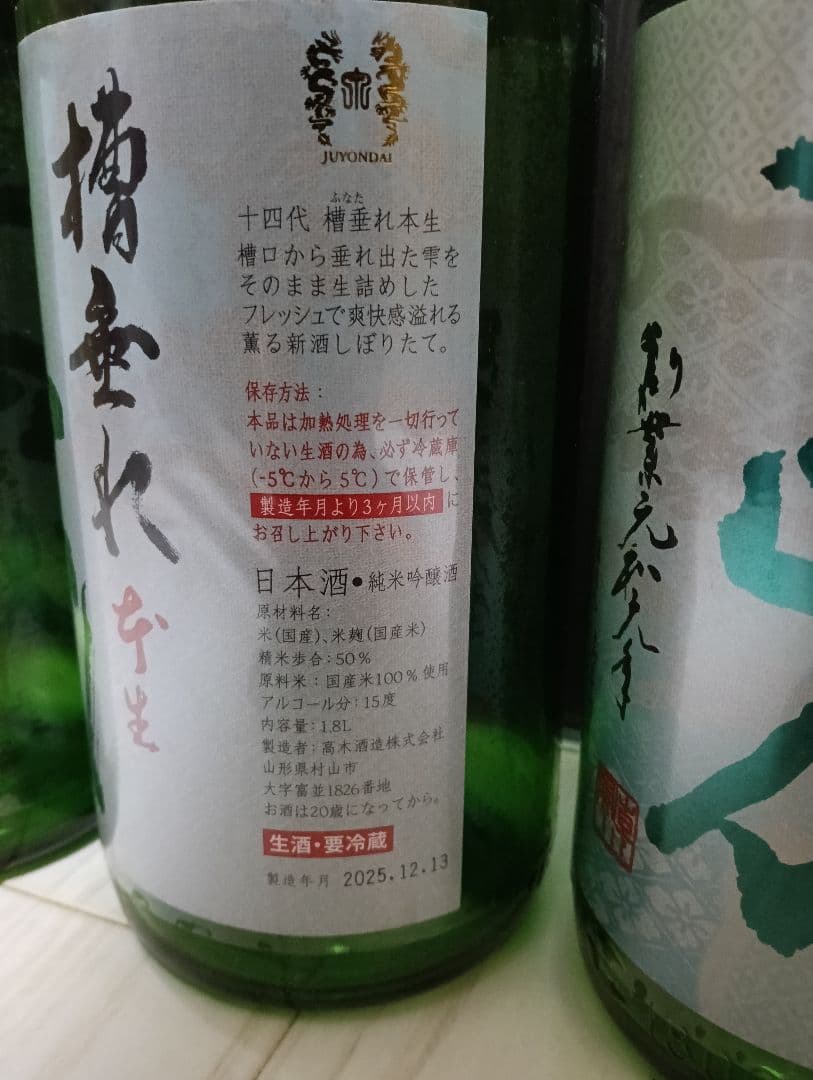 槽垂れ本生
JUYONDAI
ふなた
十四代 槽垂れ本生
槽口から垂れ出た雫を
そのまま生詰めした
フレッシュで爽快感溢れる
薫る新酒しぼりたて。
保存方法：
本品は加熱処理を一切行って
いない生酒の為、必ず冷蔵庫
(-5℃から5℃)で保管し、
製造年月より3ヶ月以内に
お召し上がり下さい。
日本酒●純米吟醸酒
原材料名：
米(国産)、米麹(国産米)
精米歩合：50%
原料米：国産米100%使用
アルコール分：15度
内容量：1.8L
製造者：高木酒造株式会社
山形県村山市
大字富並1826番地
お酒は20歳になってから。
生酒・要冷蔵
製造年月 2025.12.13
創業元和元年